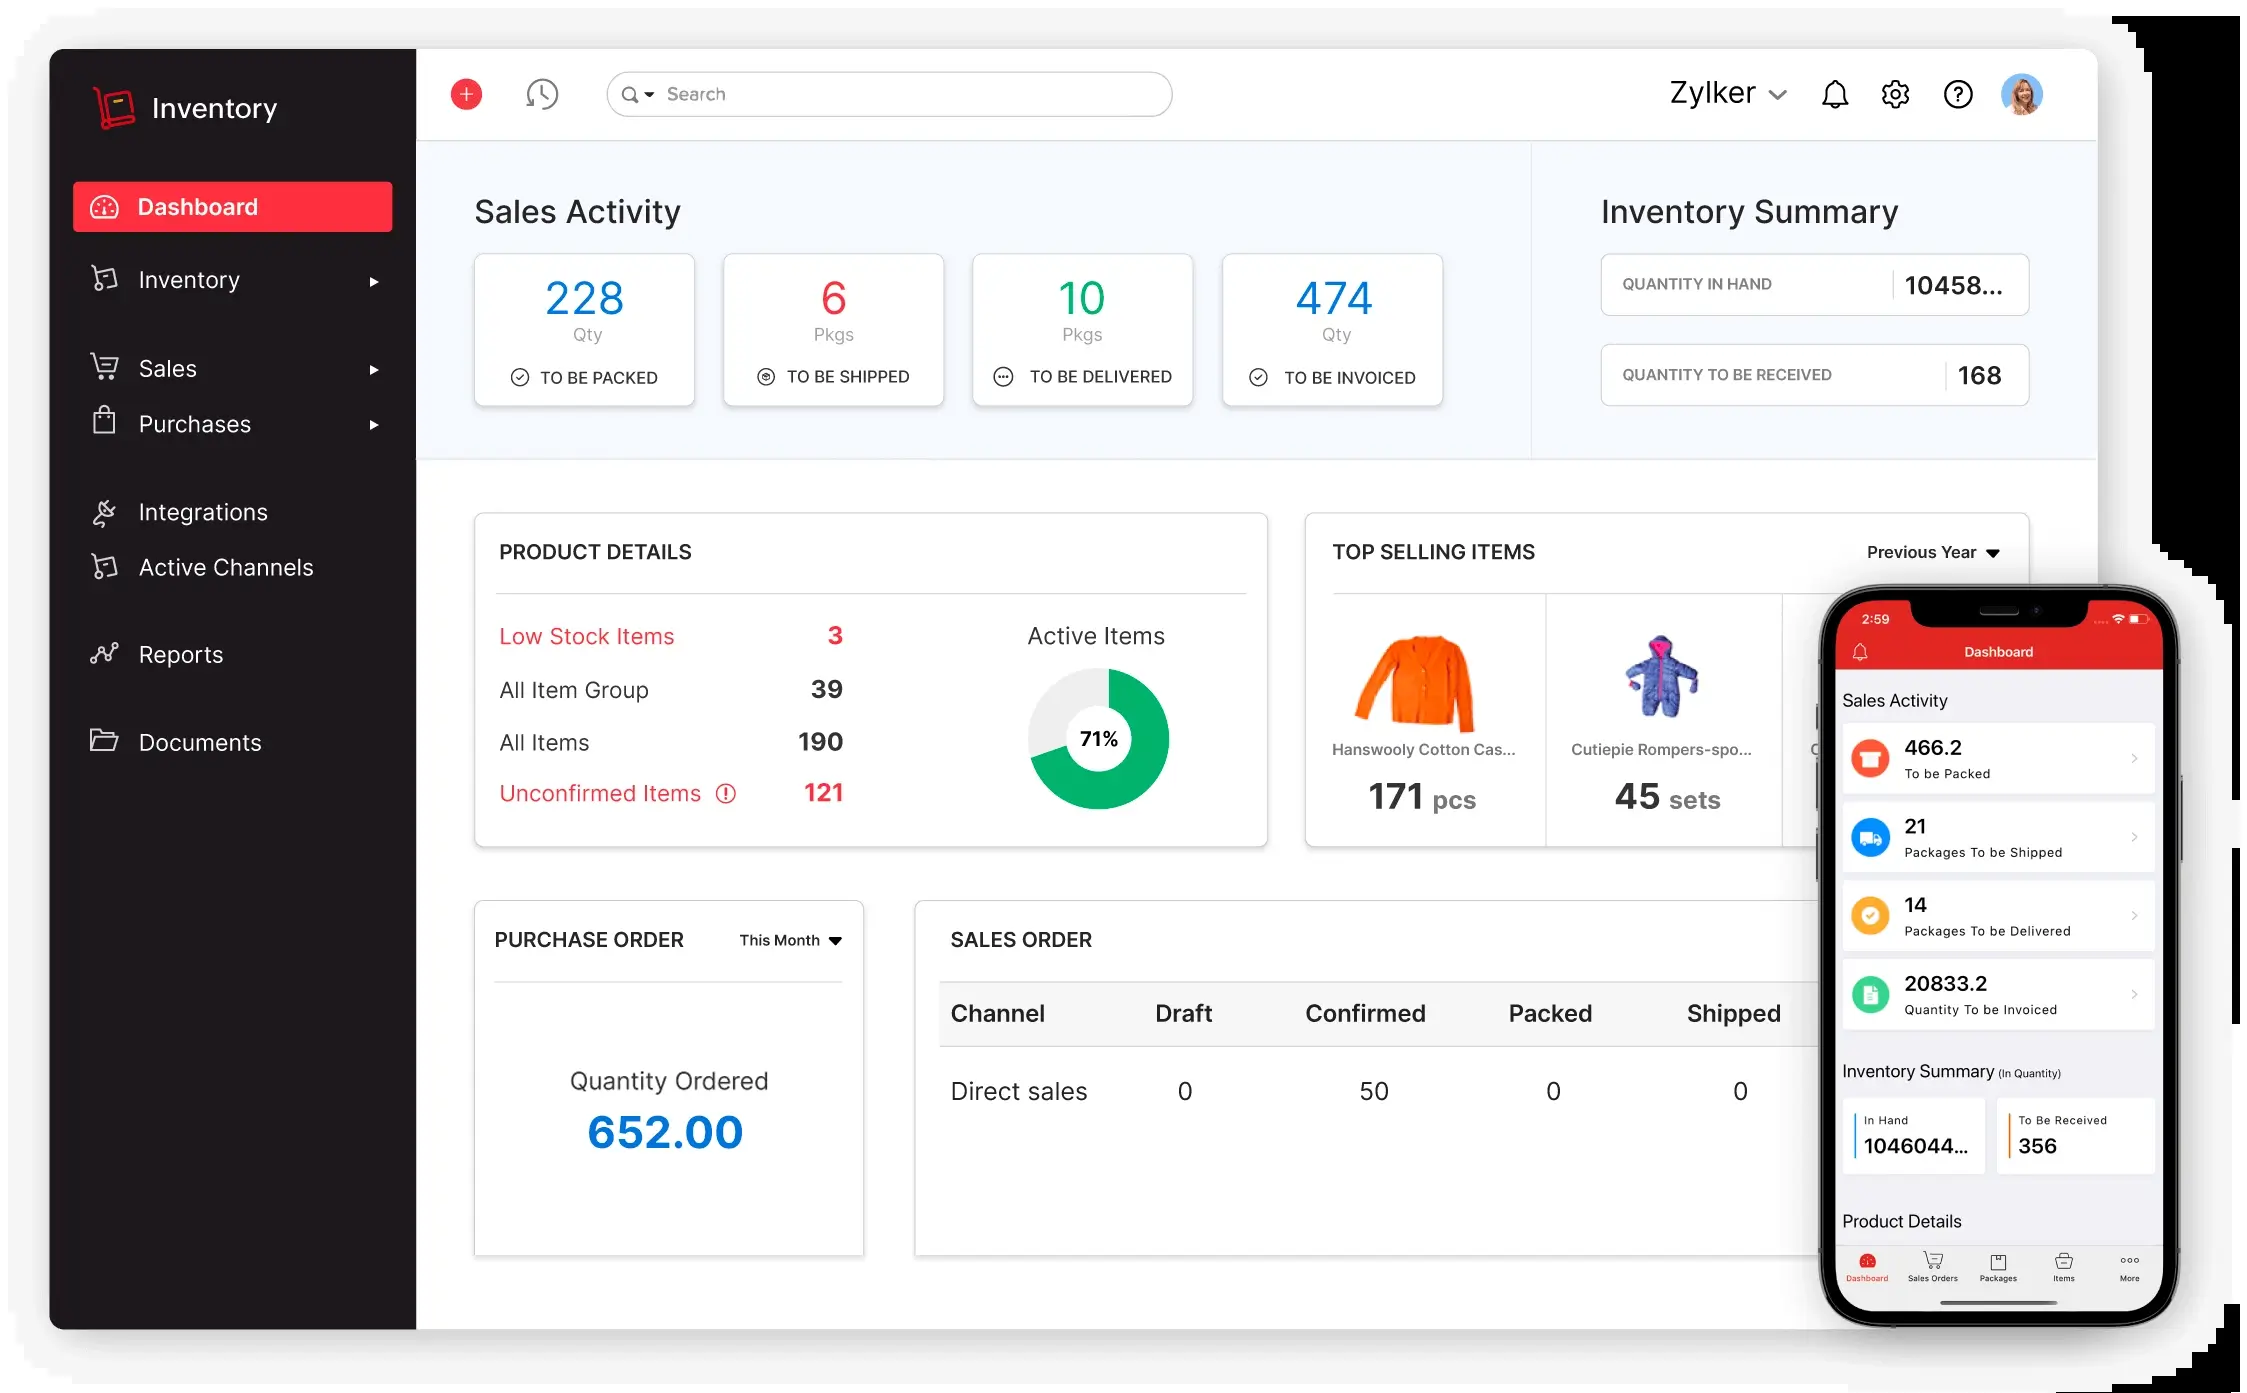 Inventory
Dashboard
Inventory
Sales
Purchases
Integrations
Active Channels
Reports
Documents
Search
Zylker
Sales Activity
228
Qty
TO BE PACKED
6
Pkgs
TO BE SHIPPED
10
Pkgs
TO BE DELIVERED
474
Qty
TO BE INVOICED
Inventory Summary
QUANTITY IN HAND 10458...
QUANTITY TO BE RECEIVED 168
PRODUCT DETAILS
Low Stock Items 3
All Item Group 39
All Items 190
Unconfirmed Items 121
Active Items
71%
TOP SELLING ITEMS Previous Year
Hanswooly Cotton Cas...
171 pcs
Cutiepie Rompers-spo...
45 sets
PURCHASE ORDER This Month
Quantity Ordered
652.00
SALES ORDER
Channel Draft Confirmed Packed Shipped
Direct sales 0 50 0 0
2:59
Dashboard
Sales Activity
466.2
To be Packed
21
Packages To be Shipped
14
Packages To be Delivered
20833.2
Quantity To be Invoiced
Inventory Summary (In Quantity)
In Hand
1046044...
To Be Received
356
Product Details
Dashboard Sales Orders Packages Items More